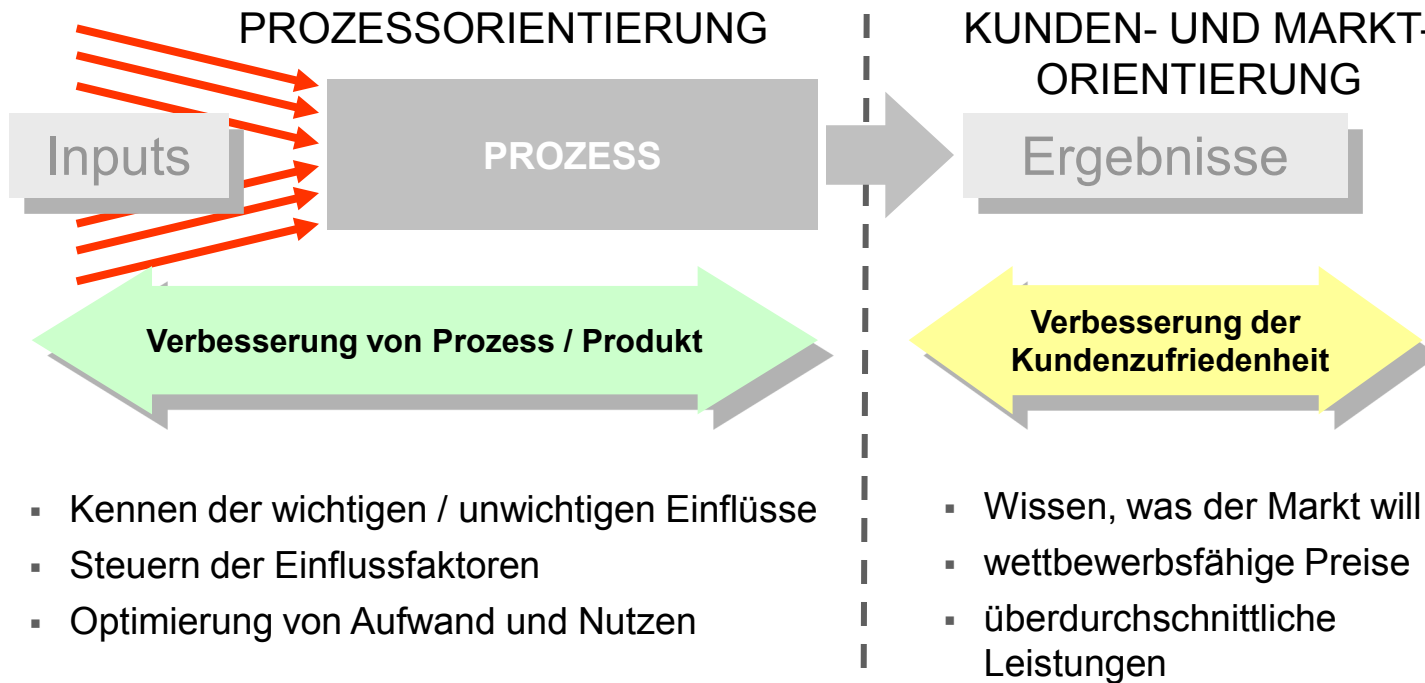 PROZESSORIENTIERUNG
KUNDEN- UND MARKT-
ORIENTIERUNG
Inputs
PROZESS
Ergebnisse
Verbesserung von Prozess / Produkt
Verbesserung der
Kundenzufriedenheit
▪ Kennen der wichtigen / unwichtigen Einflüsse
▪ Steuern der Einflussfaktoren
▪ Optimierung von Aufwand und Nutzen
▪ Wissen, was der Markt will
▪ wettbewerbsfähige Preise
▪ überdurchschnittliche
Leistungen